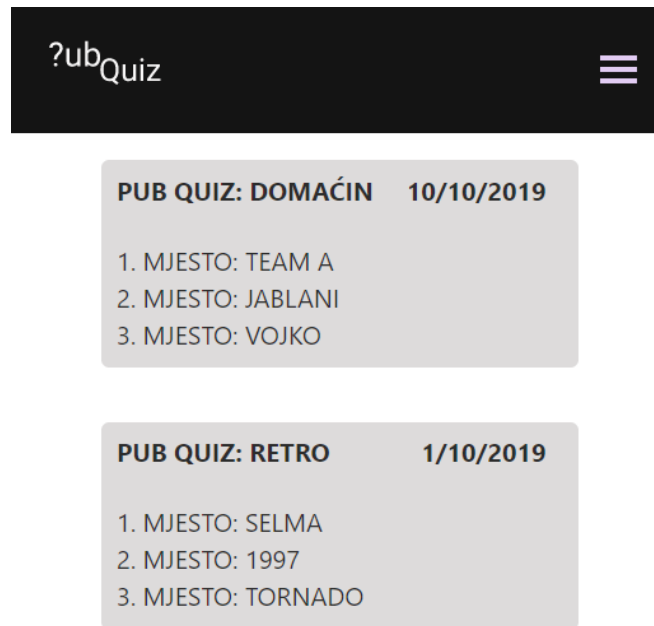 ?ubQuiz
PUB QUIZ: DOMAĆIN 10/10/2019
1. MJESTO: TEAM A
2. MJESTO: JABLANI
3. MJESTO: VOJKO
PUB QUIZ: RETRO 1/10/2019
1. MJESTO: SELMA
2. MJESTO: 1997
3. MJESTO: TORNADO